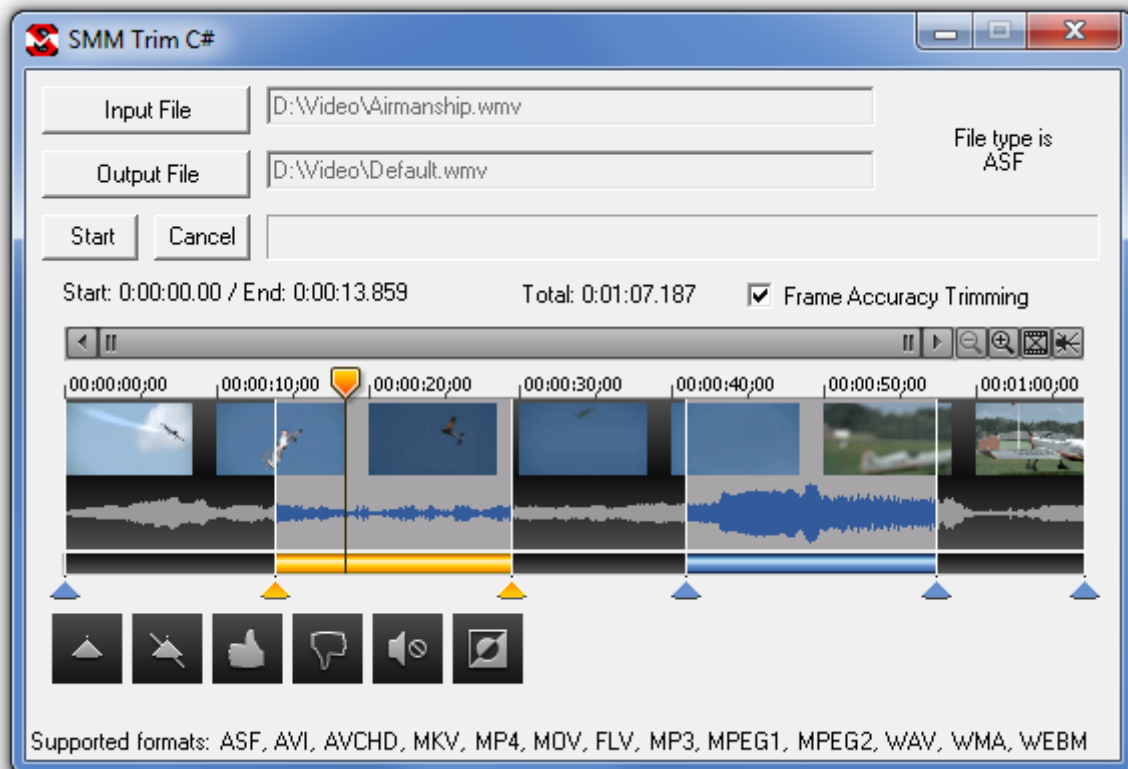 SMM Trim C#
Input File
D:\Video\Airmanship.wmv
File type is
ASF
Output File
D:\Video\Default.wmv
Start
Cancel
Start: 0:00:00.00 / End: 0:00:13.859
Total: 0:01:07.187
Frame Accuracy Trimming
00:00:00;00 00:00:10;00 00:00:20;00 00:00:30;00 00:00:40;00 00:00:50;00 00:01:00;00
Supported formats: ASF, AVI, AVCHD, MKV, MP4, MOV, FLV, MP3, MPEG1, MPEG2, WAV, WMA, WEBM